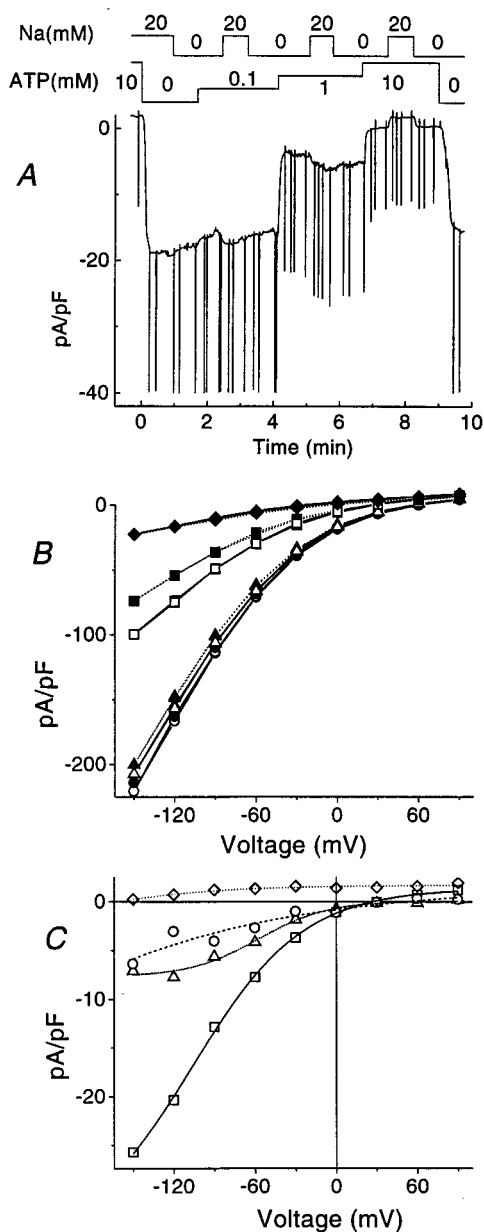 Na(mM) 20 0 20 0 20 0 20 0
ATP(mM) 10 0 0.1 1 10 0
A
0
-20
-40
pA/pF
0 2 4 6 8 10
Time (min)
B
0
-100
-200
pA/pF
-120 -60 0 60
Voltage (mV)
C
0
-10
-20
pA/pF
-120 -60 0 60
Voltage (mV)